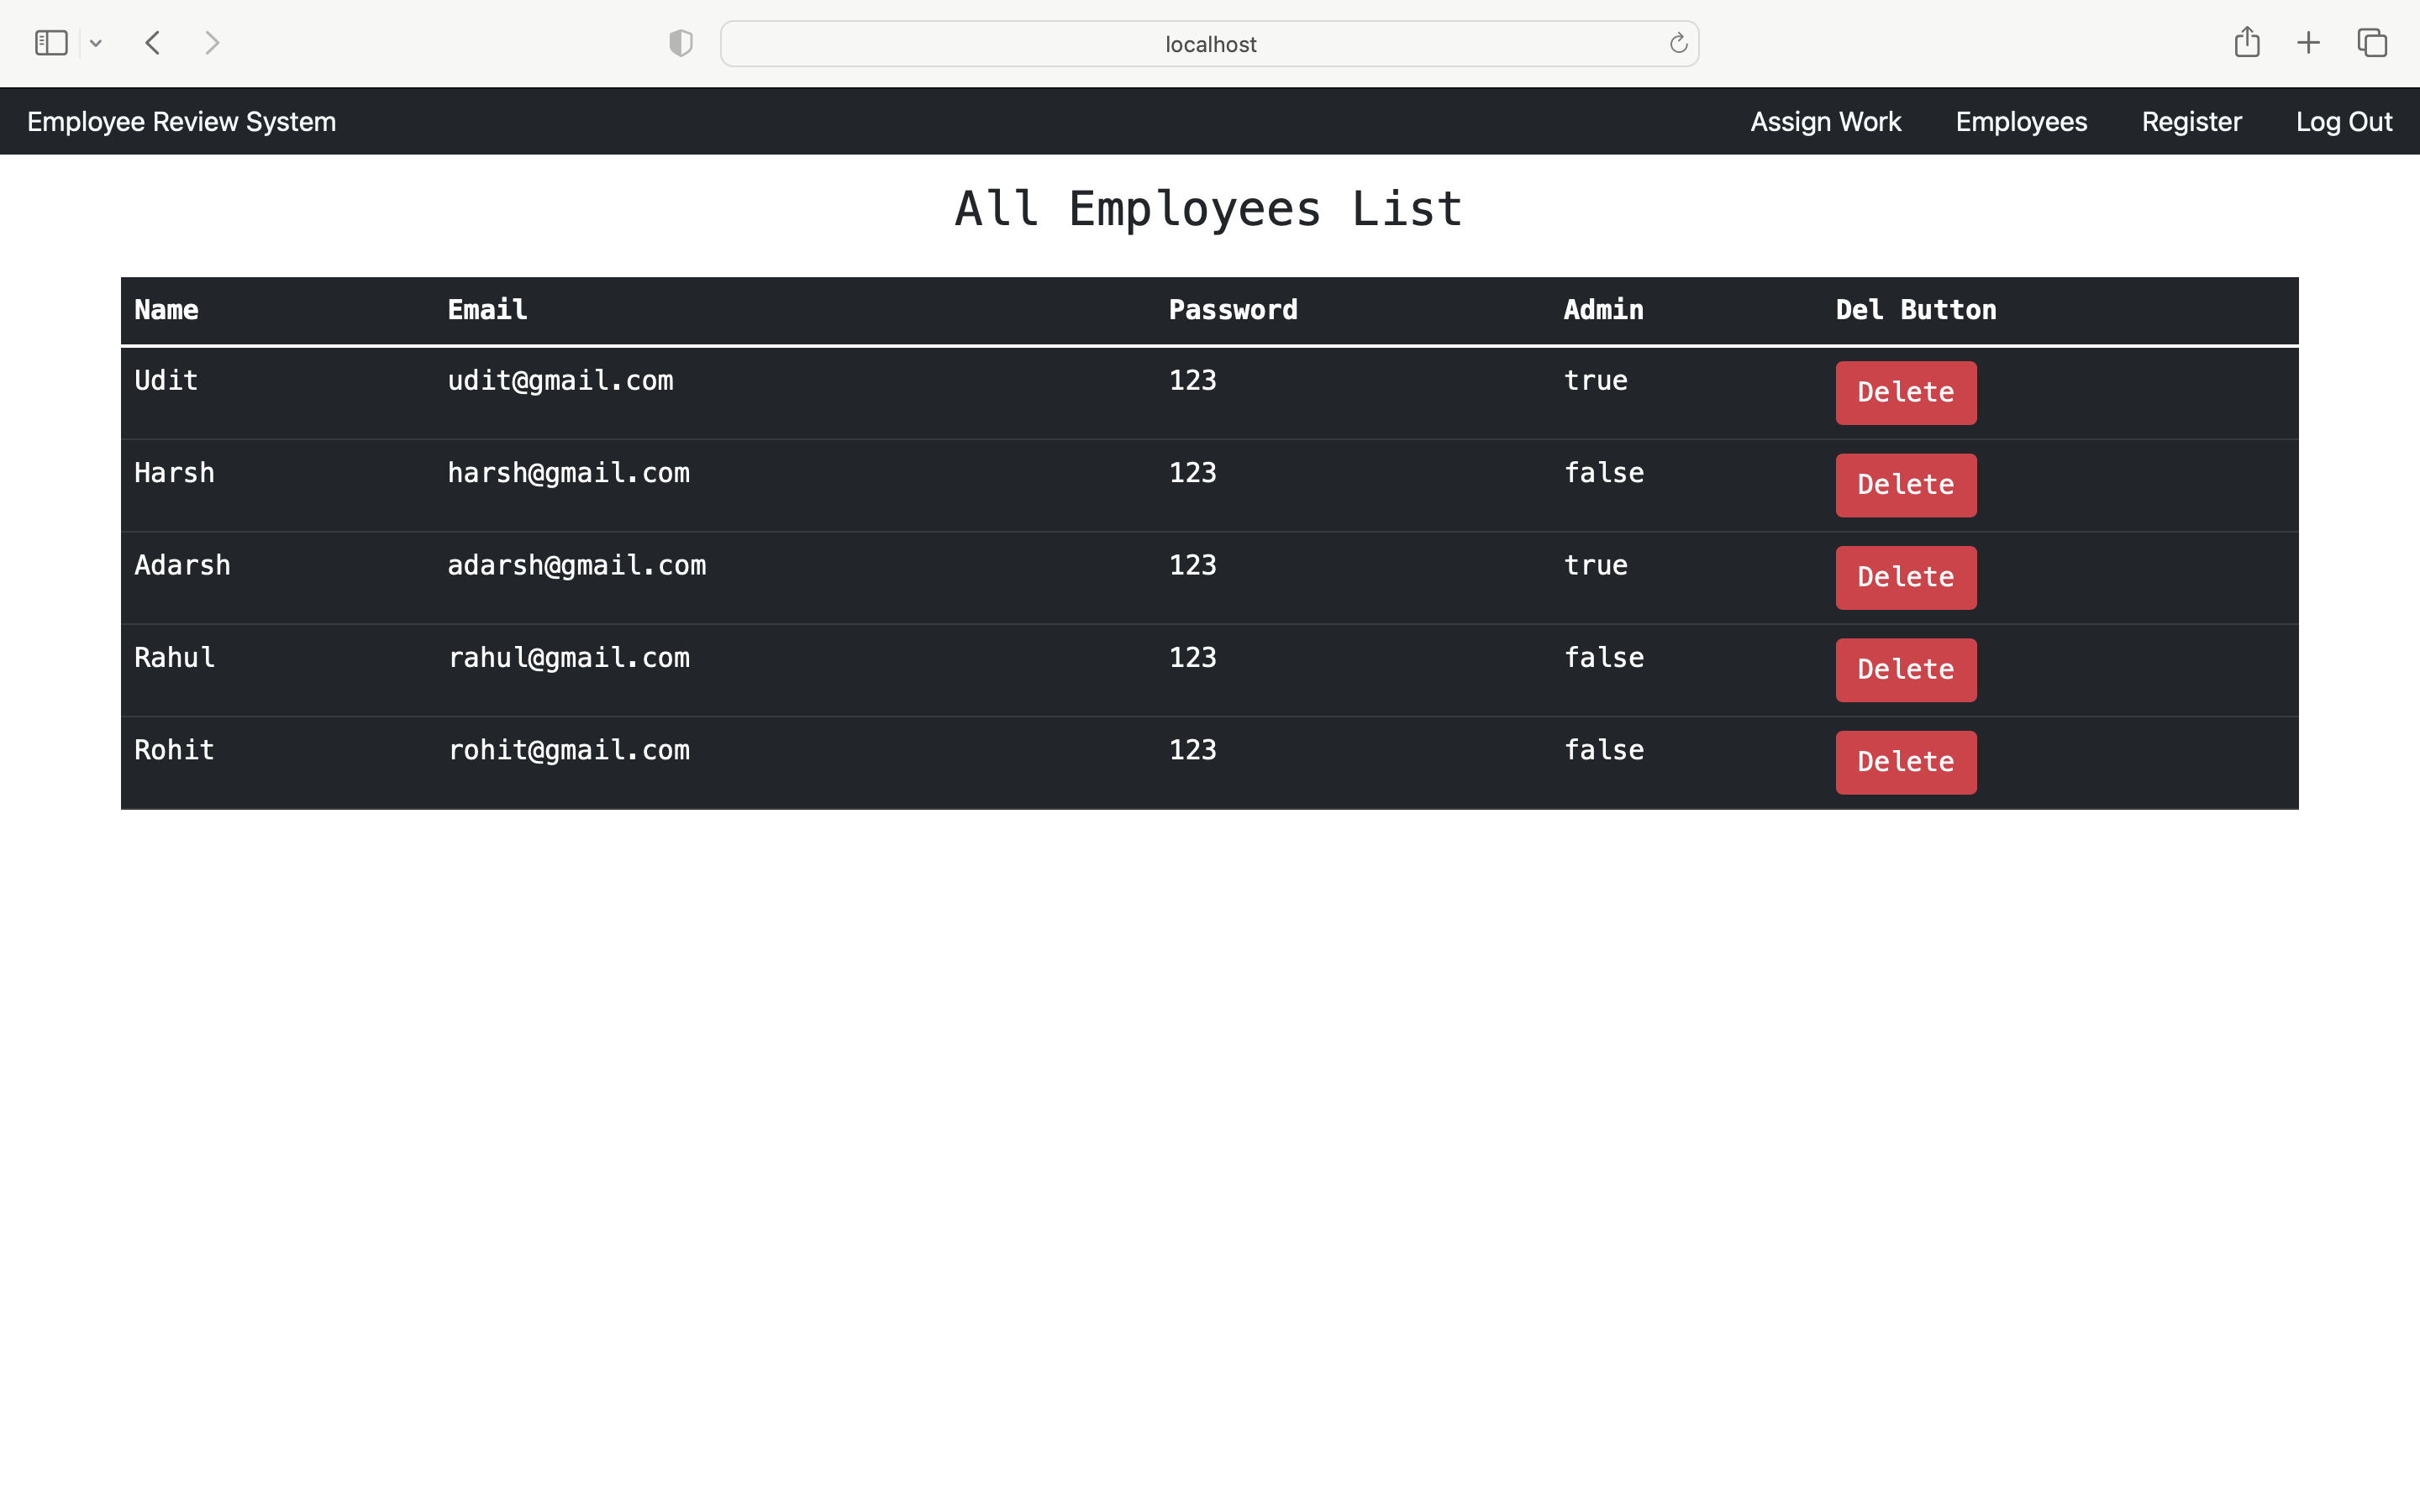 localhost
Employee Review System Assign Work Employees Register Log Out
All Employees List
Name Email Password Admin Del Button
Udit udit@gmail.com 123 true Delete
Harsh harsh@gmail.com 123 false Delete
Adarsh adarsh@gmail.com 123 true Delete
Rahul rahul@gmail.com 123 false Delete
Rohit rohit@gmail.com 123 false Delete